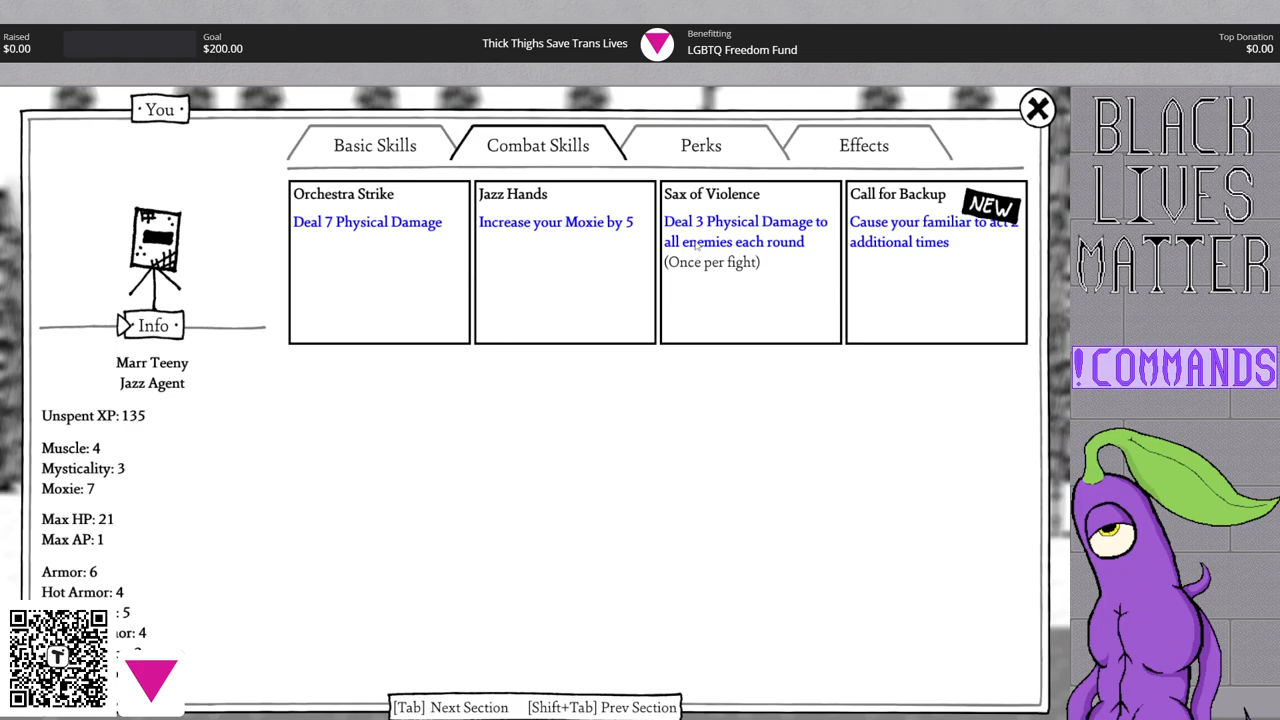 Raised
$0.00
Goal
$200.00
Thick Thighs Save Trans Lives
Benefitting
LGBTQ Freedom Fund
Top Donation
$0.00
· You ·
Basic Skills
Combat Skills
Perks
Effects
Orchestra Strike
Deal 7 Physical Damage
Jazz Hands
Increase your Moxie by 5
Sax of Violence
Deal 3 Physical Damage to
all enemies each round
(Once per fight)
Call for Backup
NEW
Cause your familiar to act 2
additional times
Info ·
Marr Teeny
Jazz Agent
Unspent XP: 135
Muscle: 4
Mysticality: 3
Moxie: 7
Max HP: 21
Max AP: 1
Armor: 6
Hot Armor: 4
: 5
or: 4
[Tab] Next Section
[Shift+Tab] Prev Section
BLACK
LIVES
MATTER
!COMMANDS
T